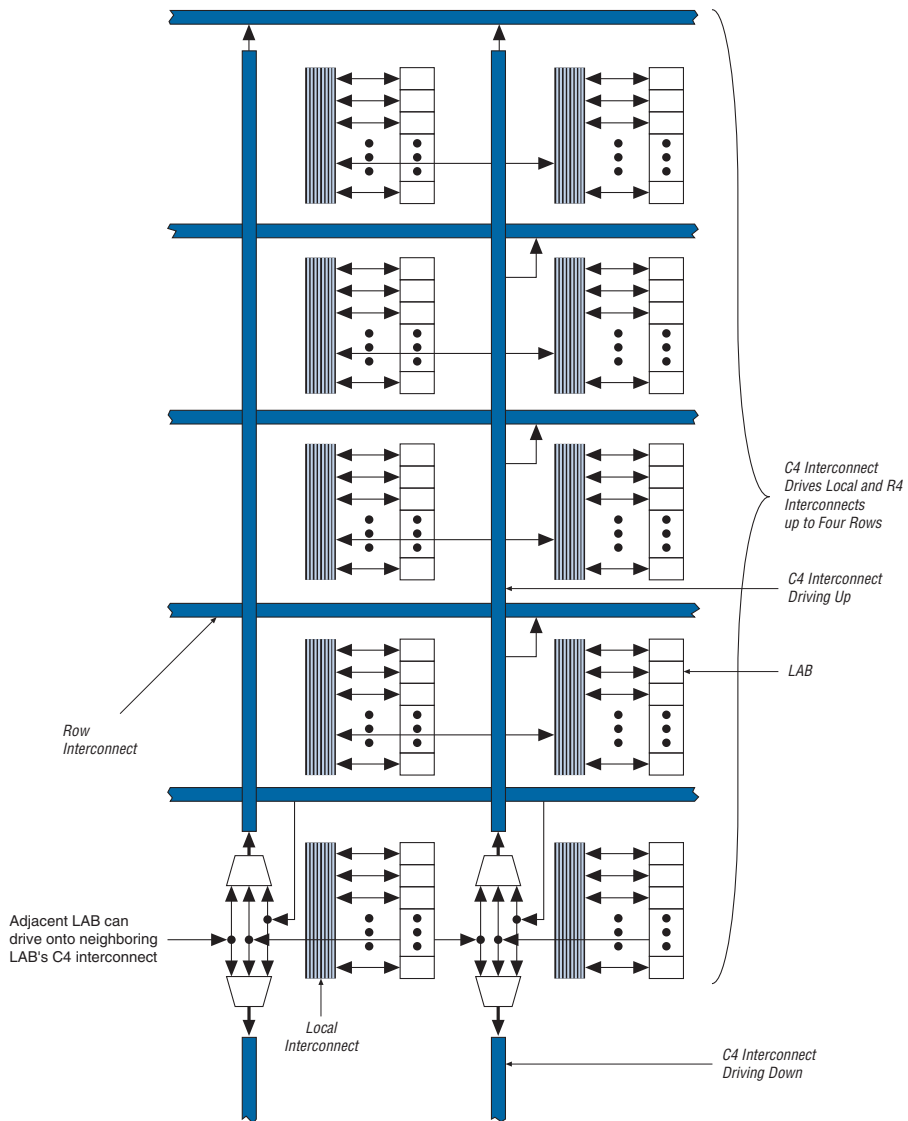 C4 Interconnect
Drives Local and R4
Interconnects
up to Four Rows
C4 Interconnect
Driving Up
LAB
Row
Interconnect
Adjacent LAB can
drive onto neighboring
LAB's C4 interconnect
Local
Interconnect
C4 Interconnect
Driving Down